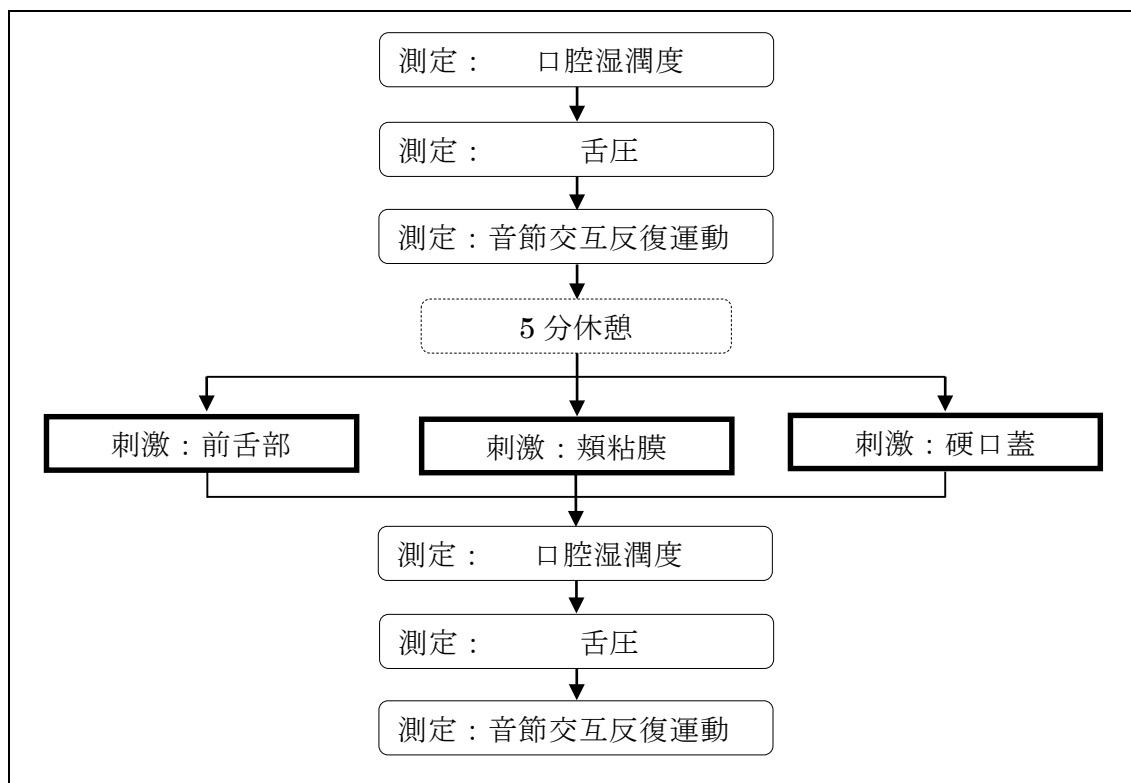 測定： 口腔湿潤度
測定： 舌圧
測定：音節交互反復運動
5 分休憩
刺激：前舌部
刺激：頬粘膜
刺激：硬口蓋
測定： 口腔湿潤度
測定： 舌圧
測定：音節交互反復運動